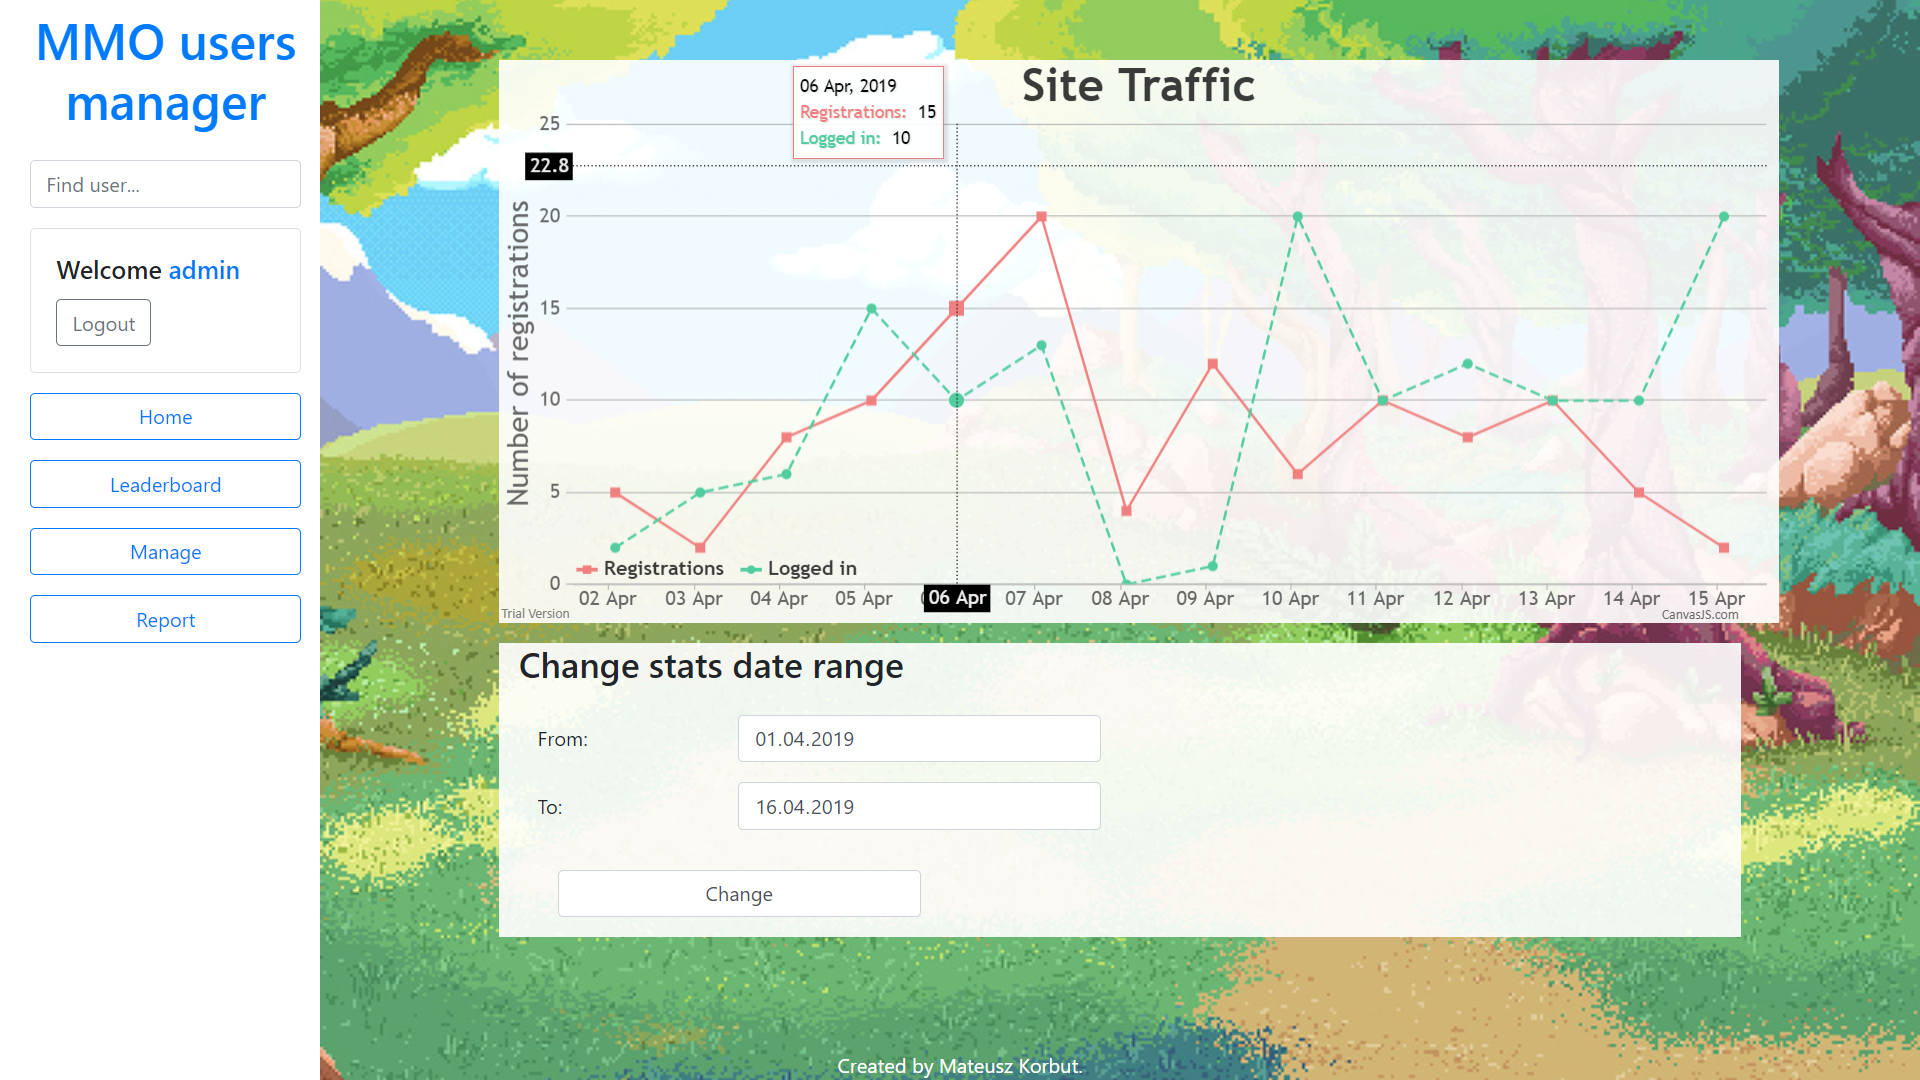 MMO users
manager
Find user...
Welcome admin
Logout
Home
Leaderboard
Manage
Report
Site Traffic
06 Apr, 2019
Registrations: 15
Logged in: 10
25
22.8
20
15
10
5
0
Number of registrations
Registrations
Logged in
02 Apr
03 Apr
04 Apr
05 Apr
06 Apr
07 Apr
08 Apr
09 Apr
10 Apr
11 Apr
12 Apr
13 Apr
14 Apr
15 Apr
Trial Version
CanvasJS.com
Change stats date range
From:
01.04.2019
To:
16.04.2019
Change
Created by Mateusz Korbut.